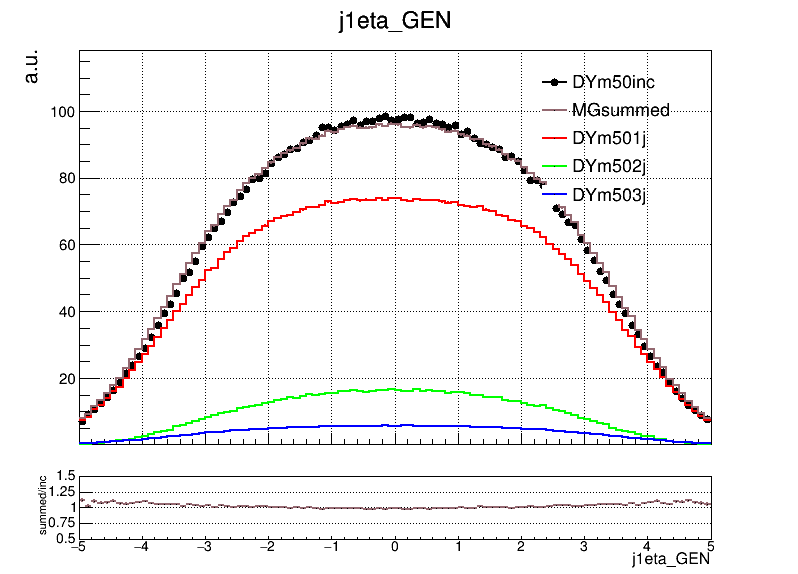 j1eta_GEN
a.u.
DYm50inc
MGsummed
DYm501j
DYm502j
DYm503j
100
80
60
40
20
summed/inc
1.5
1.25
1
0.75
0.5
−5 −4 −3 −2 −1 0 1 2 3 4 5
j1eta_GEN